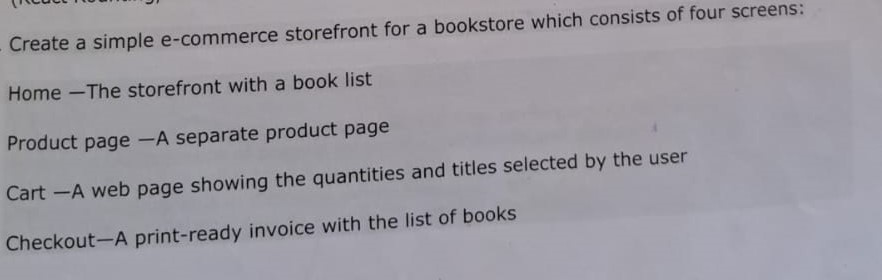 Create a simple e-commerce storefront for a bookstore which consists of four screens:
Home —The storefront with a book list
Product page —A separate product page
Cart —A web page showing the quantities and titles selected by the user
Checkout—A print-ready invoice with the list of books